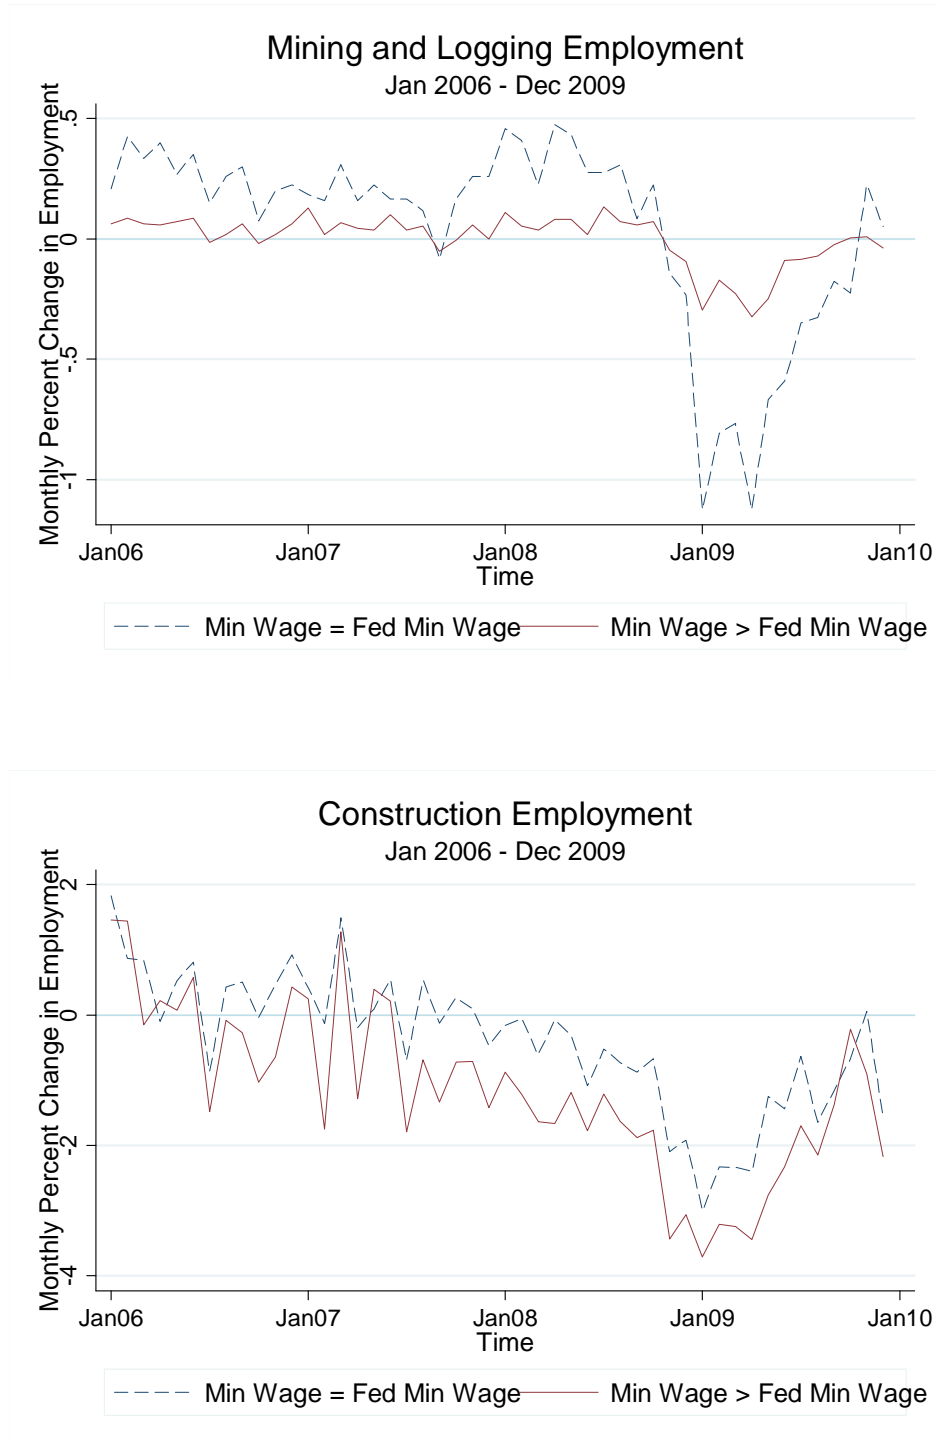 Mining and Logging Employment
Jan 2006 - Dec 2009
Monthly Percent Change in Employment
.5
0
-.5
-1
Jan06 Jan07 Jan08 Jan09 Jan10
Time
Min Wage = Fed Min Wage Min Wage > Fed Min Wage
Construction Employment
Jan 2006 - Dec 2009
Monthly Percent Change in Employment
2
0
-2
-4
Jan06 Jan07 Jan08 Jan09 Jan10
Time
Min Wage = Fed Min Wage Min Wage > Fed Min Wage